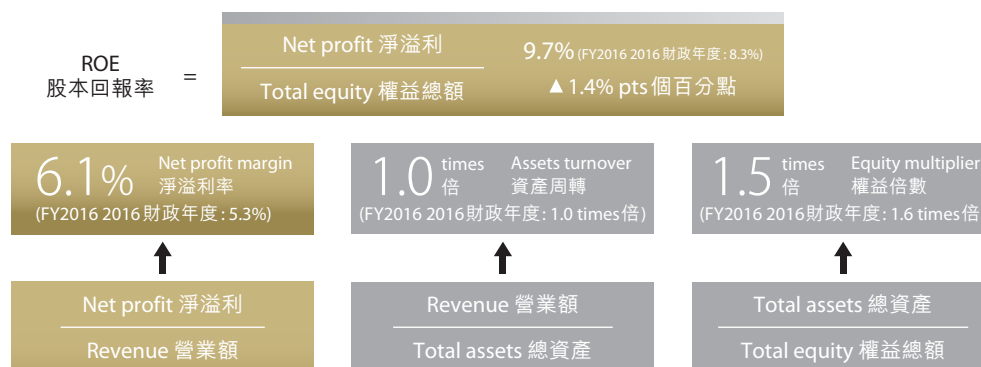 ROE
股本回報率
=
Net profit 淨溢利
Total equity 權益總額
9.7% (FY2016 2016財政年度：8.3%)
▲1.4% pts個百分點
6.1% Net profit margin
淨溢利率
(FY2016 2016財政年度：5.3%)
1.0 times Assets turnover
倍 資產周轉
(FY2016 2016財政年度：1.0 times倍)
1.5 times Equity multiplier
倍 權益倍數
(FY2016 2016財政年度：1.6 times倍
Net profit 淨溢利
Revenue 營業額
Revenue 營業額
Total assets 總資產
Total assets 總資產
Total equity 權益總額